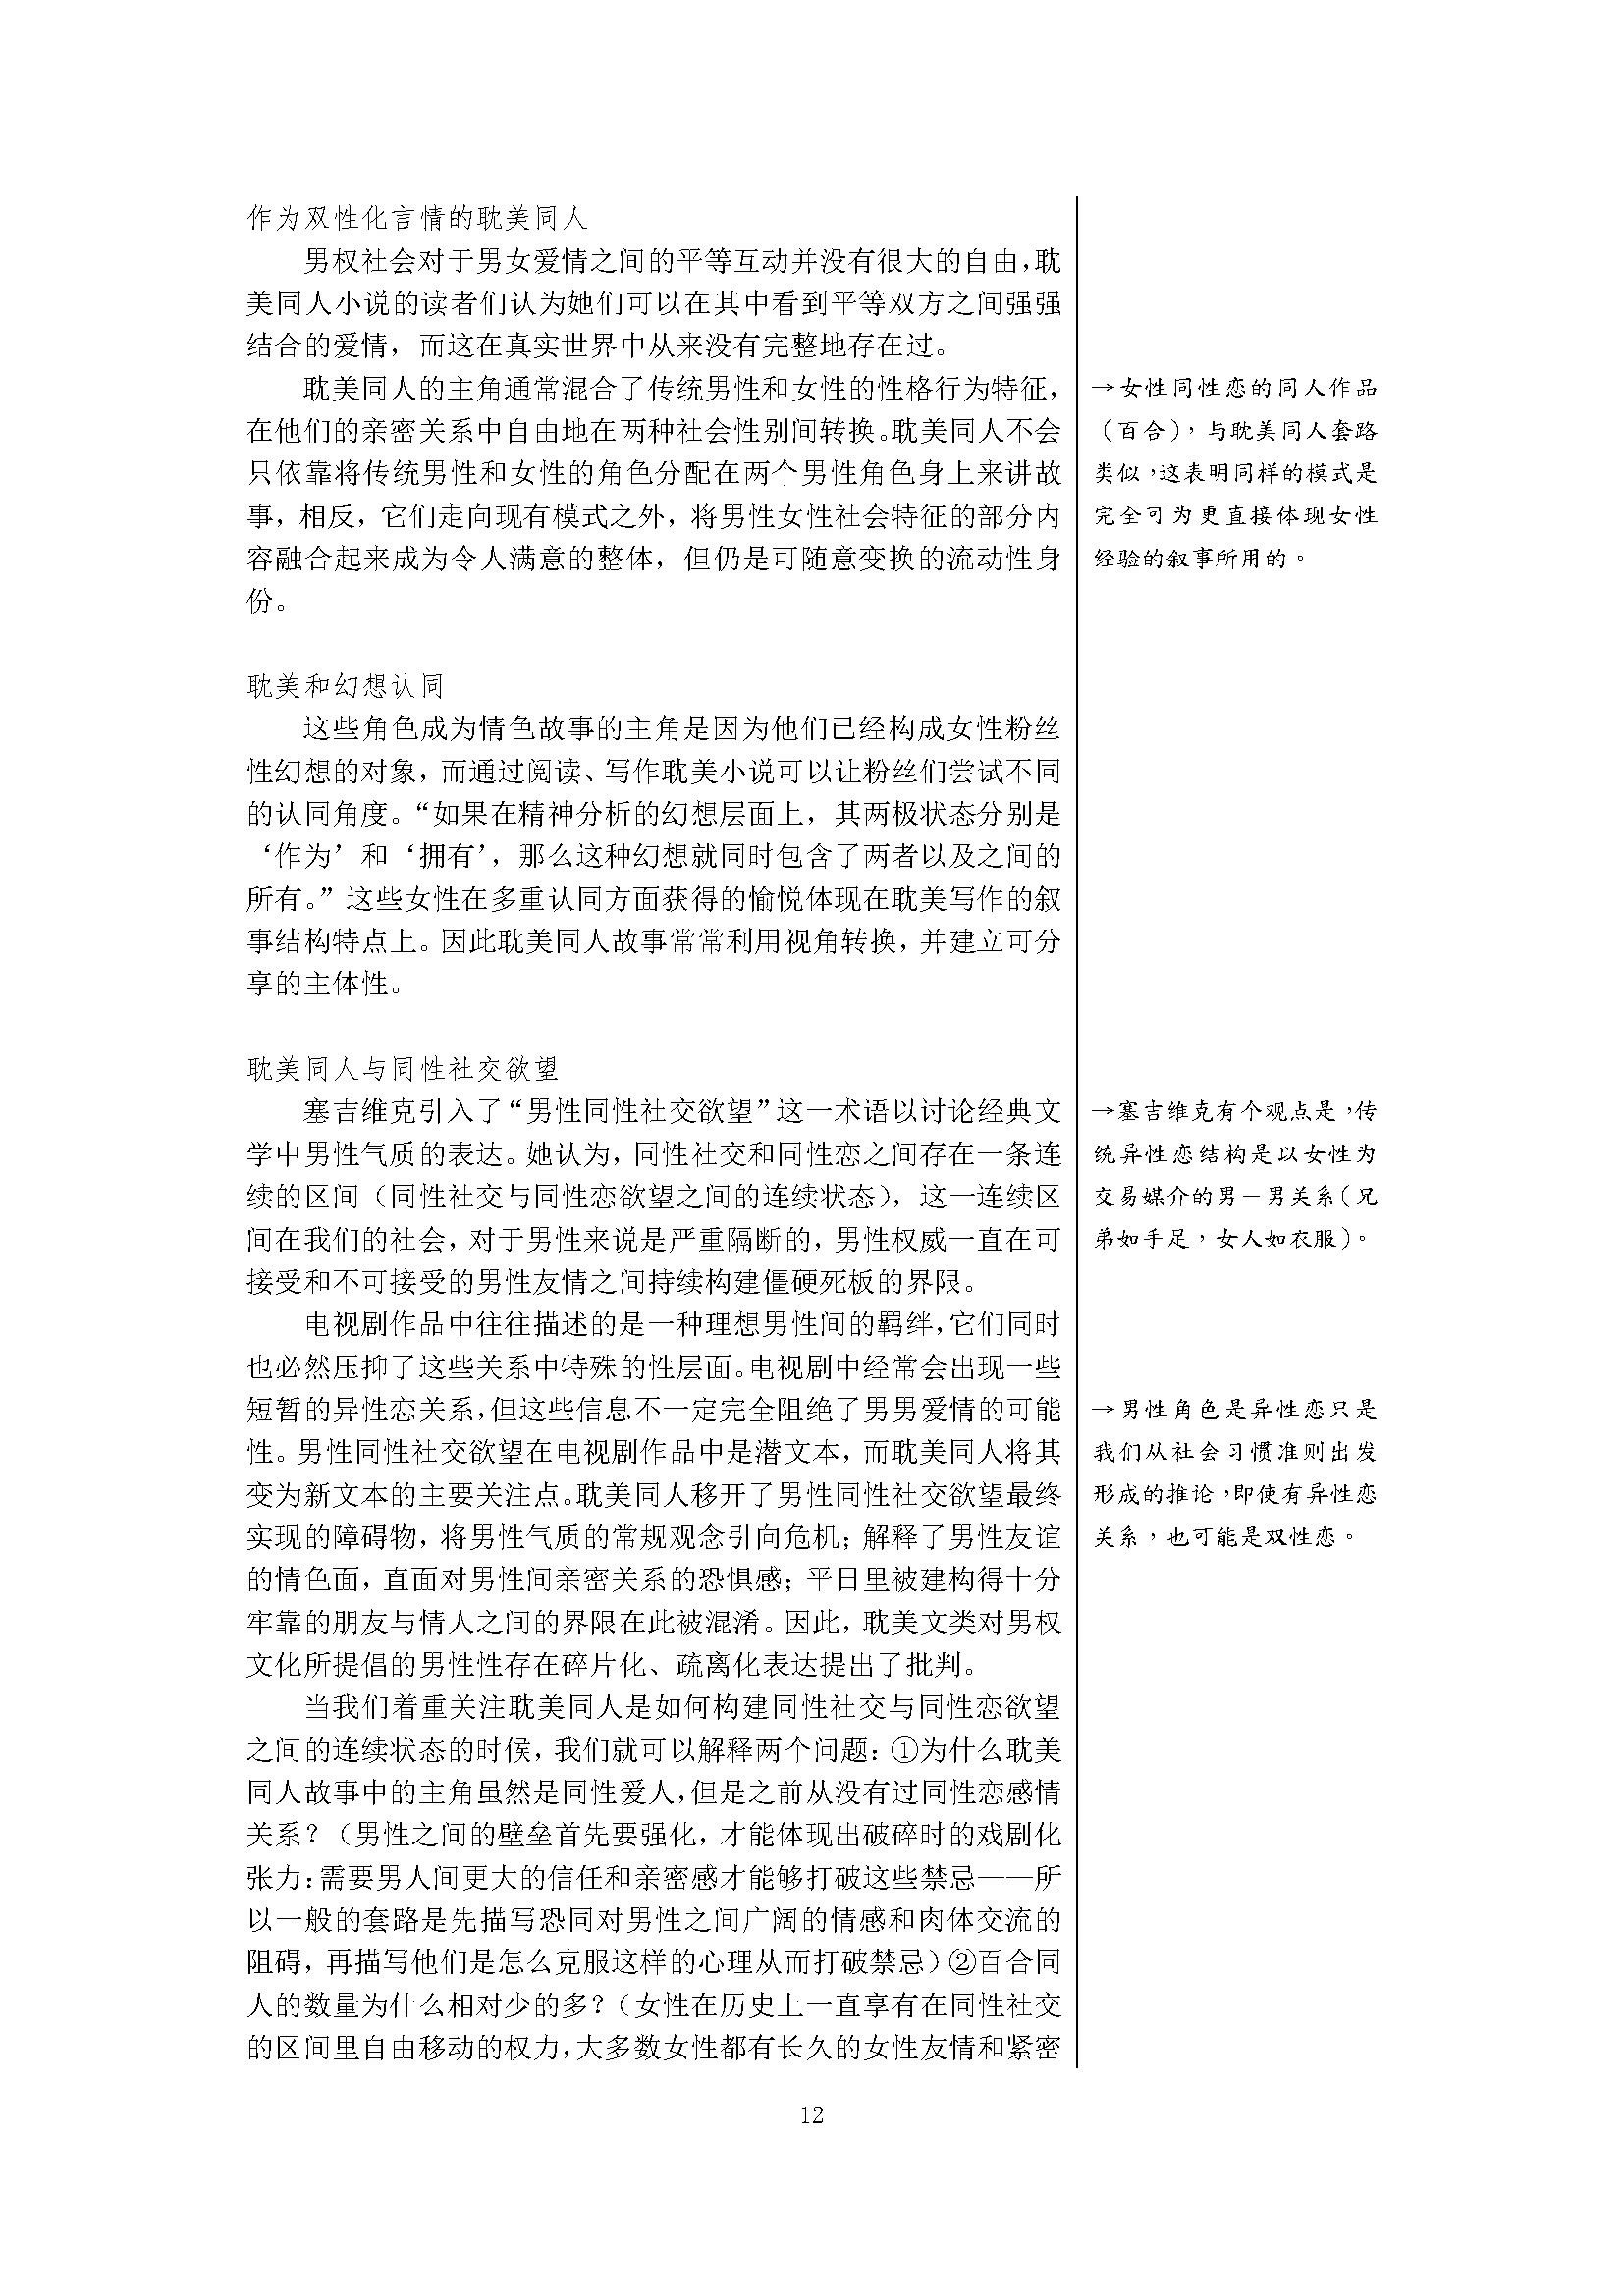 作为双性化言情的耽美同人
男权社会对于男女爱情之间的平等互动并没有很大的自由，耽
美同人小说的读者们认为她们可以在其中看到平等双方之间强强
结合的爱情，而这在真实世界中从来没有完整地存在过。
耽美同人的主角通常混合了传统男性和女性的性格行为特征，
在他们的亲密关系中自由地在两种社会性别间转换。耽美同人不会
只依靠将传统男性和女性的角色分配在两个男性角色身上来讲故
事，相反，它们走向现有模式之外，将男性女性社会特征的部分内
容融合起来成为令人满意的整体，但仍是可随意变换的流动性身
份。
→女性同性恋的同人作品
（百合），与耽美同人套路
类似，这表明同样的模式是
完全可为更直接体现女性
经验的叙事所用的。
耽美和幻想认同
这些角色成为情色故事的主角是因为他们已经构成女性粉丝
性幻想的对象，而通过阅读、写作耽美小说可以让粉丝们尝试不同
的认同角度。“如果在精神分析的幻想层面上，其两极状态分别是
‘作为’和‘拥有’，那么这种幻想就同时包含了两者以及之间的
所有。”这些女性在多重认同方面获得的愉悦体现在耽美写作的叙
事结构特点上。因此耽美同人故事常常利用视角转换，并建立可分
享的主体性。
耽美同人与同性社交欲望
塞吉维克引入了“男性同性社交欲望”这一术语以讨论经典文
学中男性气质的表达。她认为，同性社交和同性恋之间存在一条连
续的区间（同性社交与同性恋欲望之间的连续状态），这一连续区
间在我们的社会，对于男性来说是严重隔断的，男性权威一直在可
接受和不可接受的男性友情之间持续构建僵硬死板的界限。
→塞吉维克有个观点是，传
统异性恋结构是以女性为
交易媒介的男－男关系（兄
弟如手足，女人如衣服）。
电视剧作品中往往描述的是一种理想男性间的羁绊，它们同时
也必然压抑了这些关系中特殊的性层面。电视剧中经常会出现一些
短暂的异性恋关系，但这些信息不一定完全阻绝了男男爱情的可能
性。男性同性社交欲望在电视剧作品中是潜文本，而耽美同人将其
变为新文本的主要关注点。耽美同人移开了男性同性社交欲望最终
实现的障碍物，将男性气质的常规观念引向危机；解释了男性友谊
的情色面，直面对男性间亲密关系的恐惧感；平日里被建构得十分
牢靠的朋友与情人之间的界限在此被混淆。因此，耽美文类对男权
文化所提倡的男性性存在碎片化、疏离化表达提出了批判。
→男性角色是异性恋只是
我们从社会习惯准则出发
形成的推论，即使有异性恋
关系，也可能是双性恋。
当我们着重关注耽美同人是如何构建同性社交与同性恋欲望
之间的连续状态的时候，我们就可以解释两个问题：①为什么耽美
同人故事中的主角虽然是同性爱人，但是之前从没有过同性恋感情
关系？（男性之间的壁垒首先要强化，才能体现出破碎时的戏剧化
张力：需要男人间更大的信任和亲密感才能够打破这些禁忌——所
以一般的套路是先描写恐同对男性之间广阔的情感和肉体交流的
阻碍，再描写他们是怎么克服这样的心理从而打破禁忌）②百合同
人的数量为什么相对少的多？（女性在历史上一直享有在同性社交
的区间里自由移动的权力，大多数女性都有长久的女性友情和紧密
12